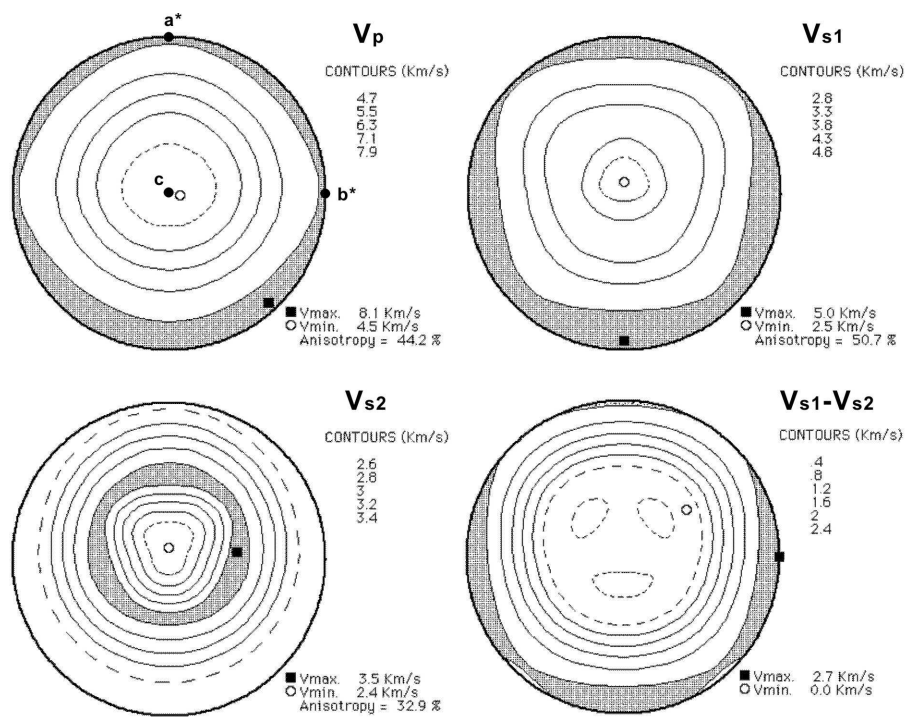 a*
Vp
CONTOURS (Km/s)
4.7
5.5
6.3
7.1
7.9
c
b*
Vmax. 8.1 Km/s
Vmin. 4.5 Km/s
Anisotropy = 44.2 %
Vs1
CONTOURS (Km/s)
2.8
3.3
3.8
4.3
4.8
Vmax. 5.0 Km/s
Vmin. 2.5 Km/s
Anisotropy = 50.7 %
Vs2
CONTOURS (Km/s)
2.6
2.8
3
3.2
3.4
Vmax. 3.5 Km/s
Vmin. 2.4 Km/s
Anisotropy = 32.9 %
Vs1-Vs2
CONTOURS (Km/s)
.4
.8
1.2
1.6
2
2.4
Vmax. 2.7 Km/s
Vmin. 0.0 Km/s